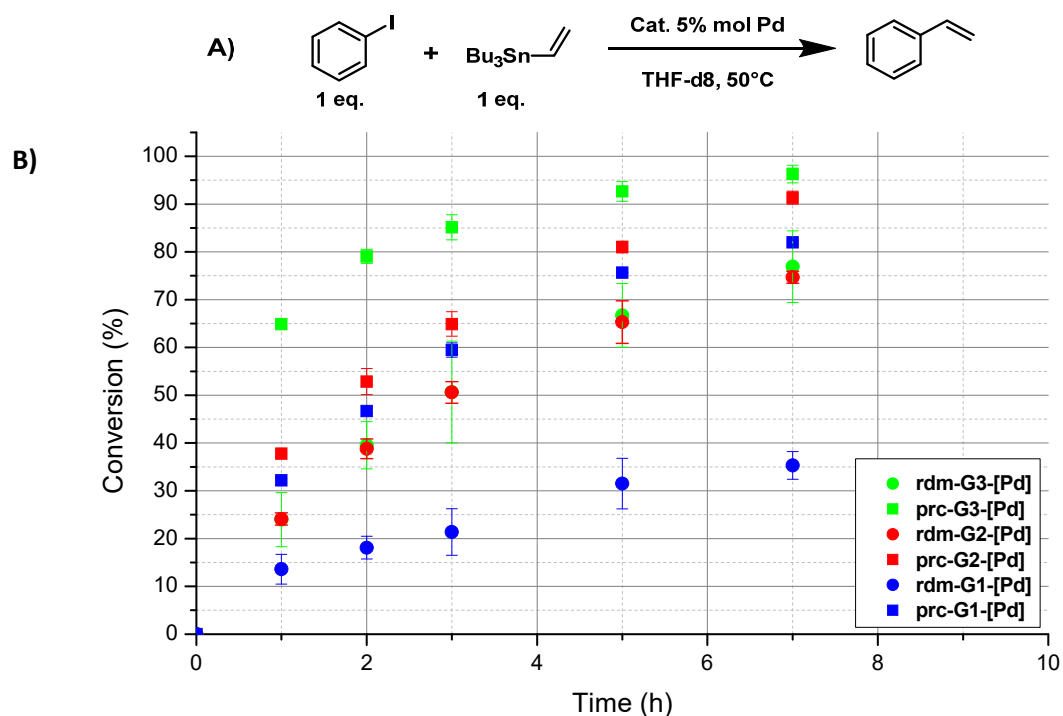 A)
I
+
Bu3Sn
1 eq.
1 eq.
Cat. 5% mol Pd
THF-d8, 50°C
B)
Conversion (%)
100
90
80
70
60
50
40
30
20
10
0
0
2
4
6
8
10
Time (h)
rdm-G3-[Pd]
prc-G3-[Pd]
rdm-G2-[Pd]
prc-G2-[Pd]
rdm-G1-[Pd]
prc-G1-[Pd]